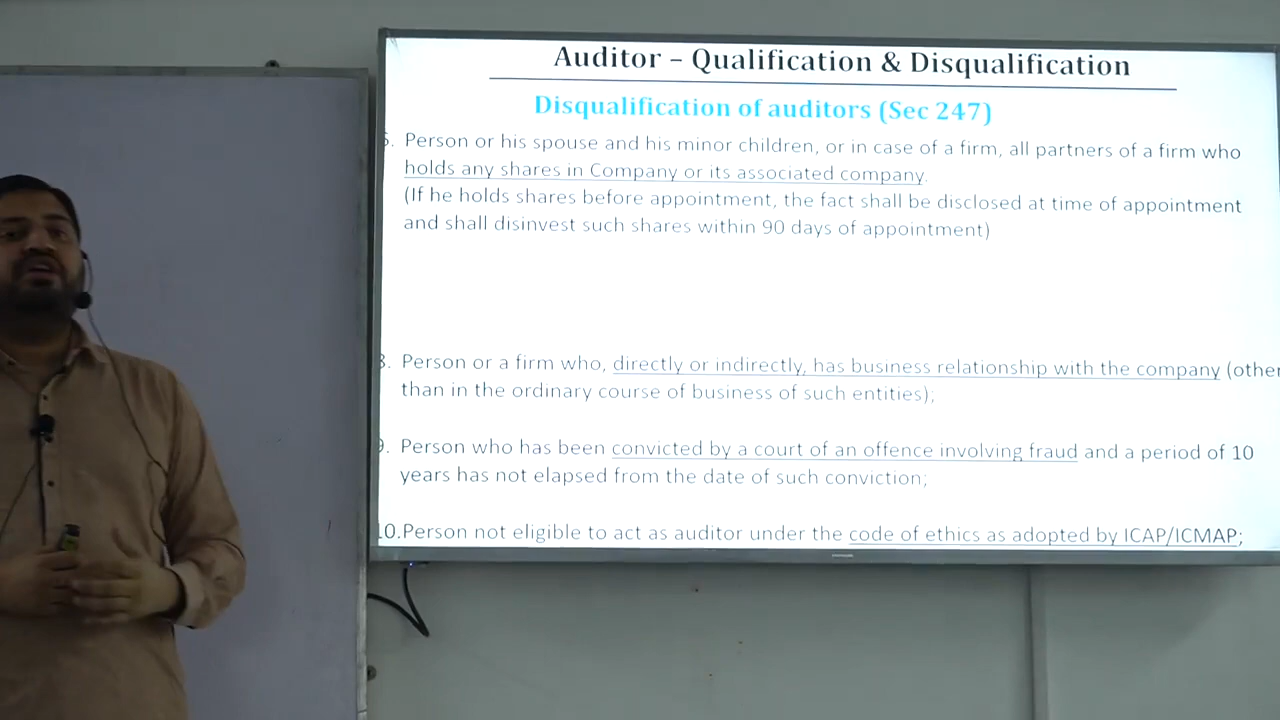 Auditor – Qualification & Disqualification
Disqualification of auditors (Sec 247)
Person or his spouse and his minor children, or in case of a firm, all partners of a firm who
holds any shares in Company or its associated company.
(If he holds shares before appointment, the fact shall be disclosed at time of appointment
and shall disinvest such shares within 90 days of appointment)
8. Person or a firm who, directly or indirectly, has business relationship with the company (other
than in the ordinary course of business of such entities);
9. Person who has been convicted by a court of an offence involving fraud and a period of 10
years has not elapsed from the date of such conviction;
10.Person not eligible to act as auditor under the code of ethics as adopted by ICAP/ICMAP;